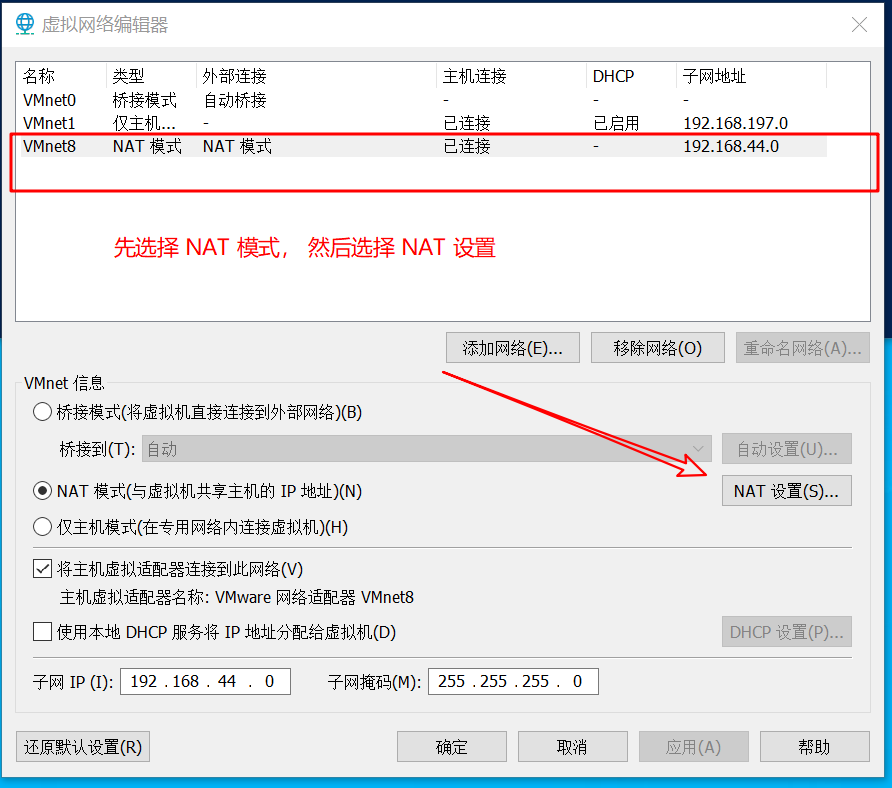 虚拟网络编辑器
名称 类型 外部连接 主机连接 DHCP 子网地址
VMnet0 桥接模式 自动桥接 - - -
VMnet1 仅主机... - 已连接 已启用 192.168.197.0
VMnet8 NAT 模式 NAT 模式 已连接 - 192.168.44.0
先选择 NAT 模式， 然后选择 NAT 设置
添加网络(E)... 移除网络(O) 重命名网络(A)...
VMnet 信息
桥接模式(将虚拟机直接连接到外部网络)(B)
桥接到(T): 自动 自动设置(U)...
NAT 模式(与虚拟机共享主机的 IP 地址)(N) NAT 设置(S)...
仅主机模式(在专用网络内连接虚拟机)(H)
将主机虚拟适配器连接到此网络(V)
主机虚拟适配器名称: VMware 网络适配器 VMnet8
使用本地 DHCP 服务将 IP 地址分配给虚拟机(D) DHCP 设置(P)...
子网 IP (I): 192 . 168 . 44 . 0 子网掩码(M): 255 . 255 . 255 . 0
还原默认设置(R) 确定 取消 应用(A) 帮助